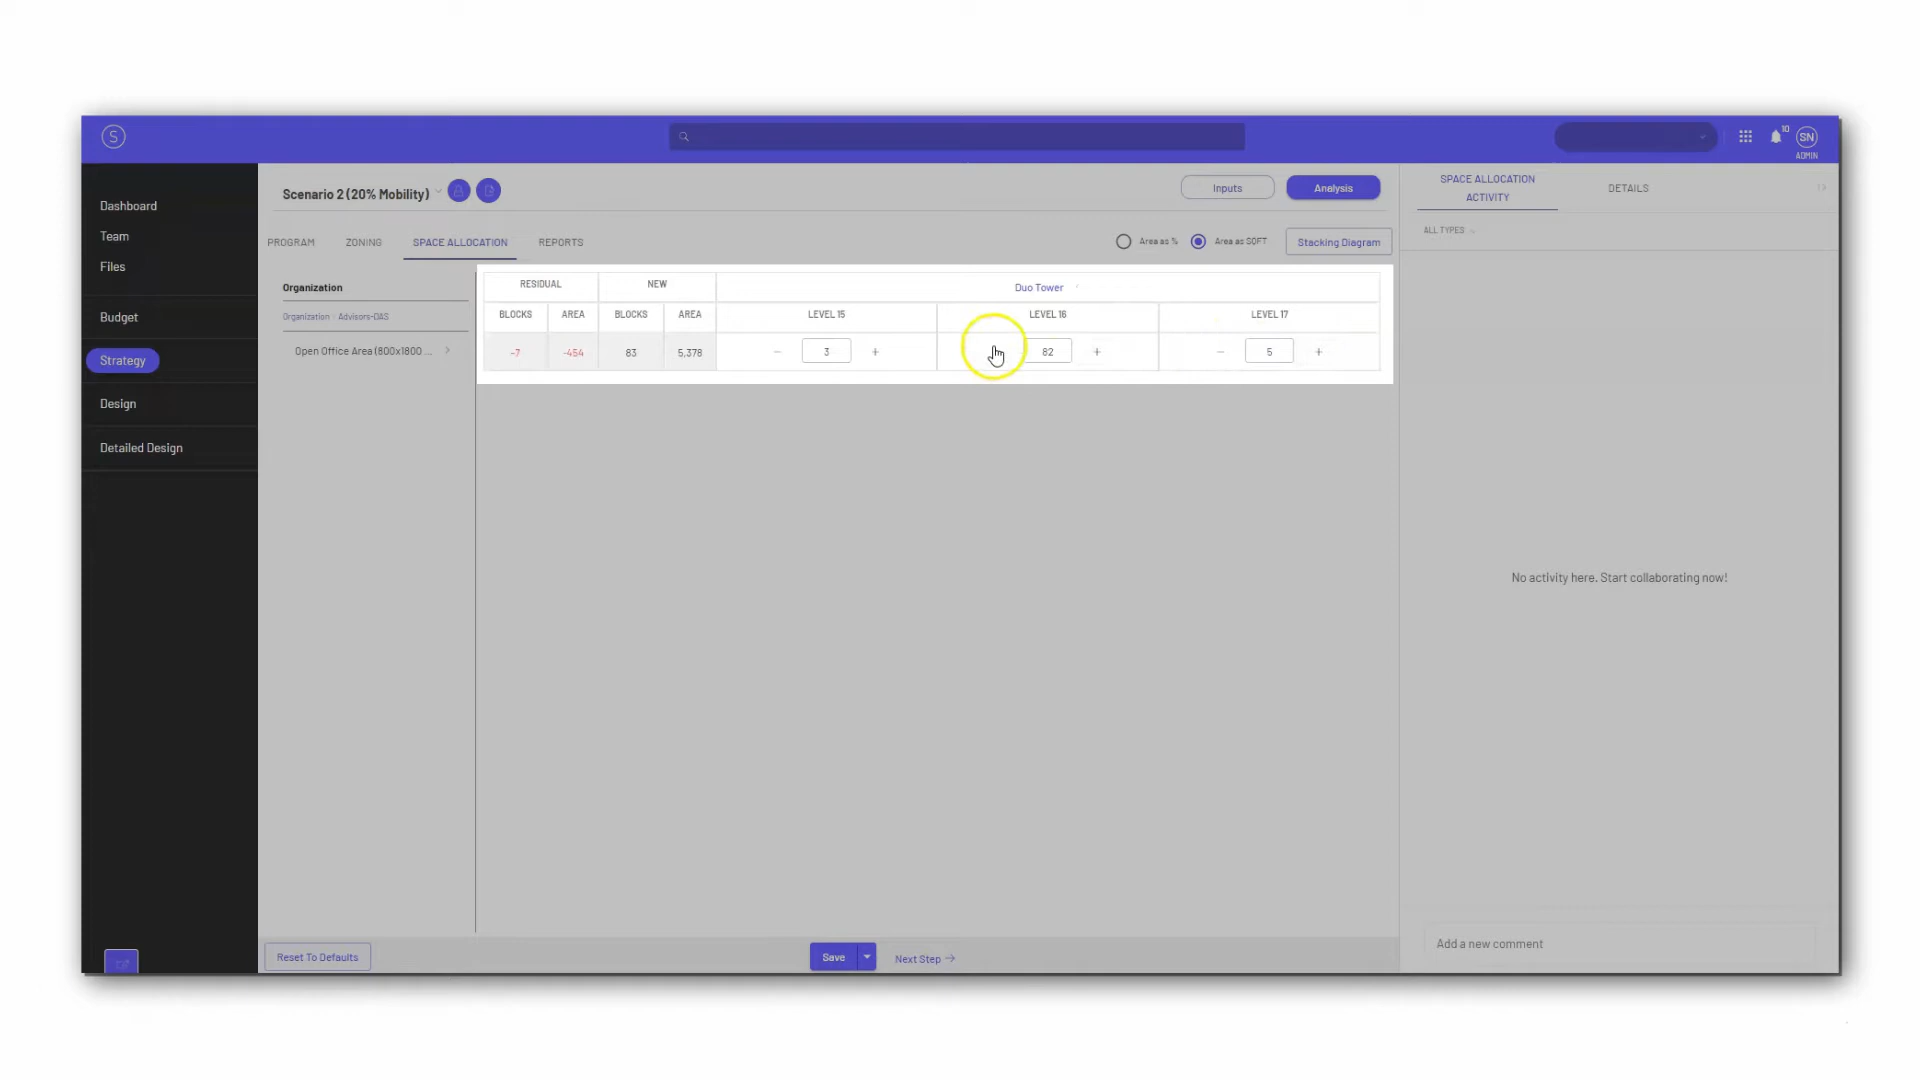 S
10
SN
ADMIN
Dashboard
Team
Files
Budget
Strategy
Design
Detailed Design
Scenario 2 (20% Mobility)
Inputs
Analysis
PROGRAM
ZONING
SPACE ALLOCATION
REPORTS
Area as %
Area as SQFT
Stacking Diagram
Organization
Organization
Advisors-OAS
Open Office Area (800x1800 ...
RESIDUAL
NEW
Duo Tower
BLOCKS
AREA
BLOCKS
AREA
LEVEL 15
LEVEL 16
LEVEL 17
-7
-454
83
5,378
− 3 +
82 +
− 5 +
SPACE ALLOCATION
ACTIVITY
DETAILS
ALL TYPES
No activity here. Start collaborating now!
Add a new comment
Reset To Defaults
Save
Next Step →